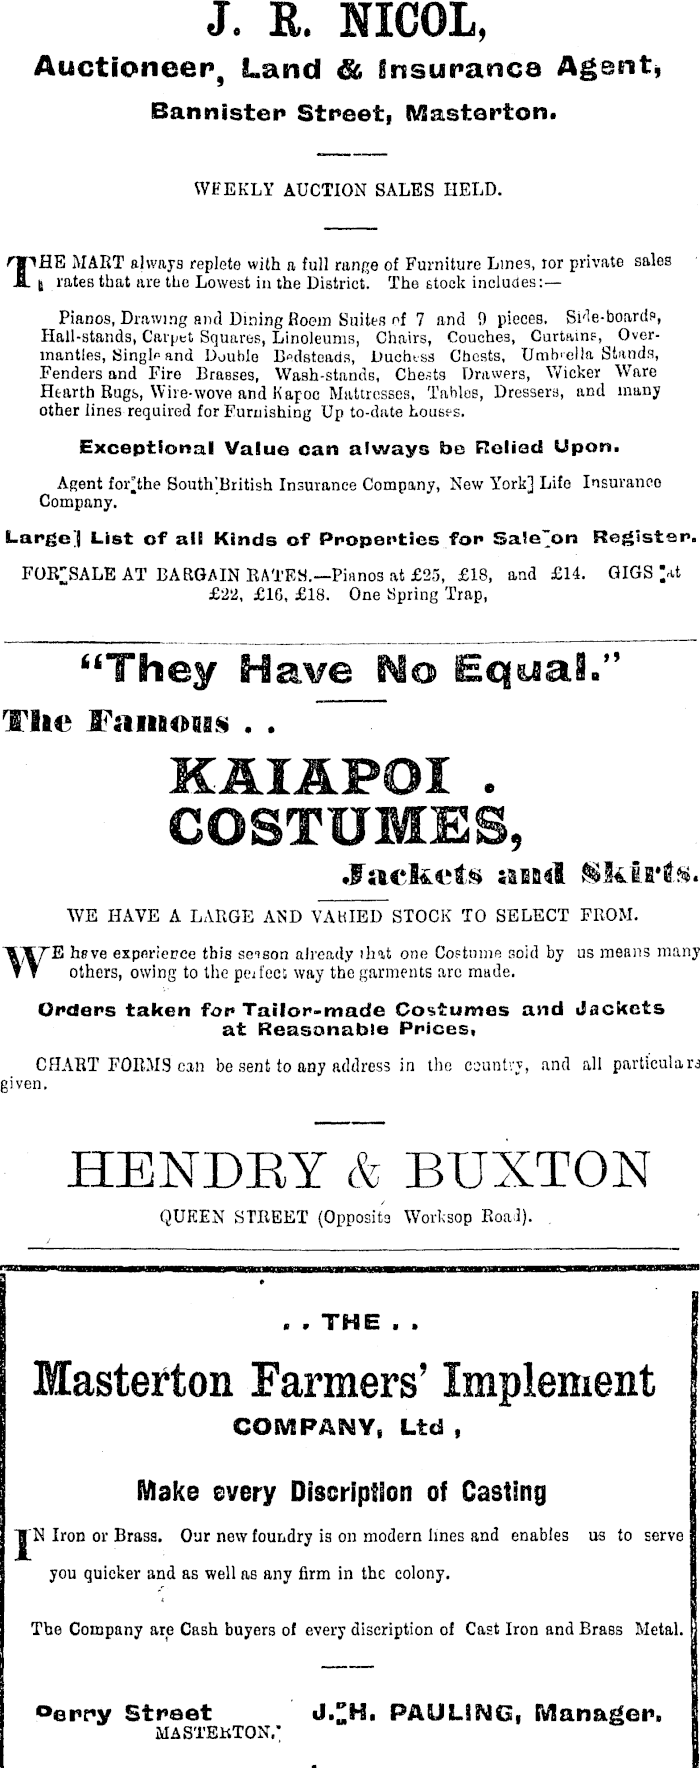 J. R. NICOL,
Auctioneer, Land & Insurance Agent,
Bannister Street, Masterton.
WEEKLY AUCTION SALES HELD.
THE MART always replete with a full range of Furniture Lines, for private sales
rates that are the Lowest in the District. The stock includes:—
Pianos, Drawing and Dining Room Suites of 7 and 9 pieces. Side-boards,
Hall-stands, Carpet Squares, Linoleums, Chairs, Couches, Curtains, Over-
mantles, Single and Double Bedsteads, Duchess Chests, Umbrella Stands,
Fenders and Fire Brasses, Wash-stands, Chests Drawers, Wicker Ware
Hearth Rugs, Wire-wove and Kapoc Mattresses, Tables, Dressers, and many
other lines required for Furnishing Up to-date houses.
Exceptional Value can always be Relied Upon.
Agent for the South British Insurance Company, New York] Life Insurance
Company.
Large] List of all Kinds of Properties for Sale on Register.
FOR SALE AT BARGAIN RATES.—Pianos at £25, £18, and £14. GIGS at
£22, £16, £18. One Spring Trap,
"They Have No Equal."
The Famous . .
KAIAPOI .
COSTUMES,
Jackets and Skirts.
WE HAVE A LARGE AND VARIED STOCK TO SELECT FROM.
WE have experience this season already that one Costume sold by us means many
others, owing to the perfect way the garments are made.
Orders taken for Tailor-made Costumes and Jackets
at Reasonable Prices,
CHART FORMS can be sent to any address in the country, and all particulars
given.
HENDRY & BUXTON
QUEEN STREET (Opposite Worksop Road).
. . THE . .
Masterton Farmers' Implement
COMPANY, Ltd ,
Make every Discription of Casting
IN Iron or Brass. Our new foundry is on modern lines and enables us to serve
you quicker and as well as any firm in the colony.
The Company are Cash buyers of every discription of Cast Iron and Brass Metal.
Perry Street J. H. PAULING, Manager.
MASTERTON.